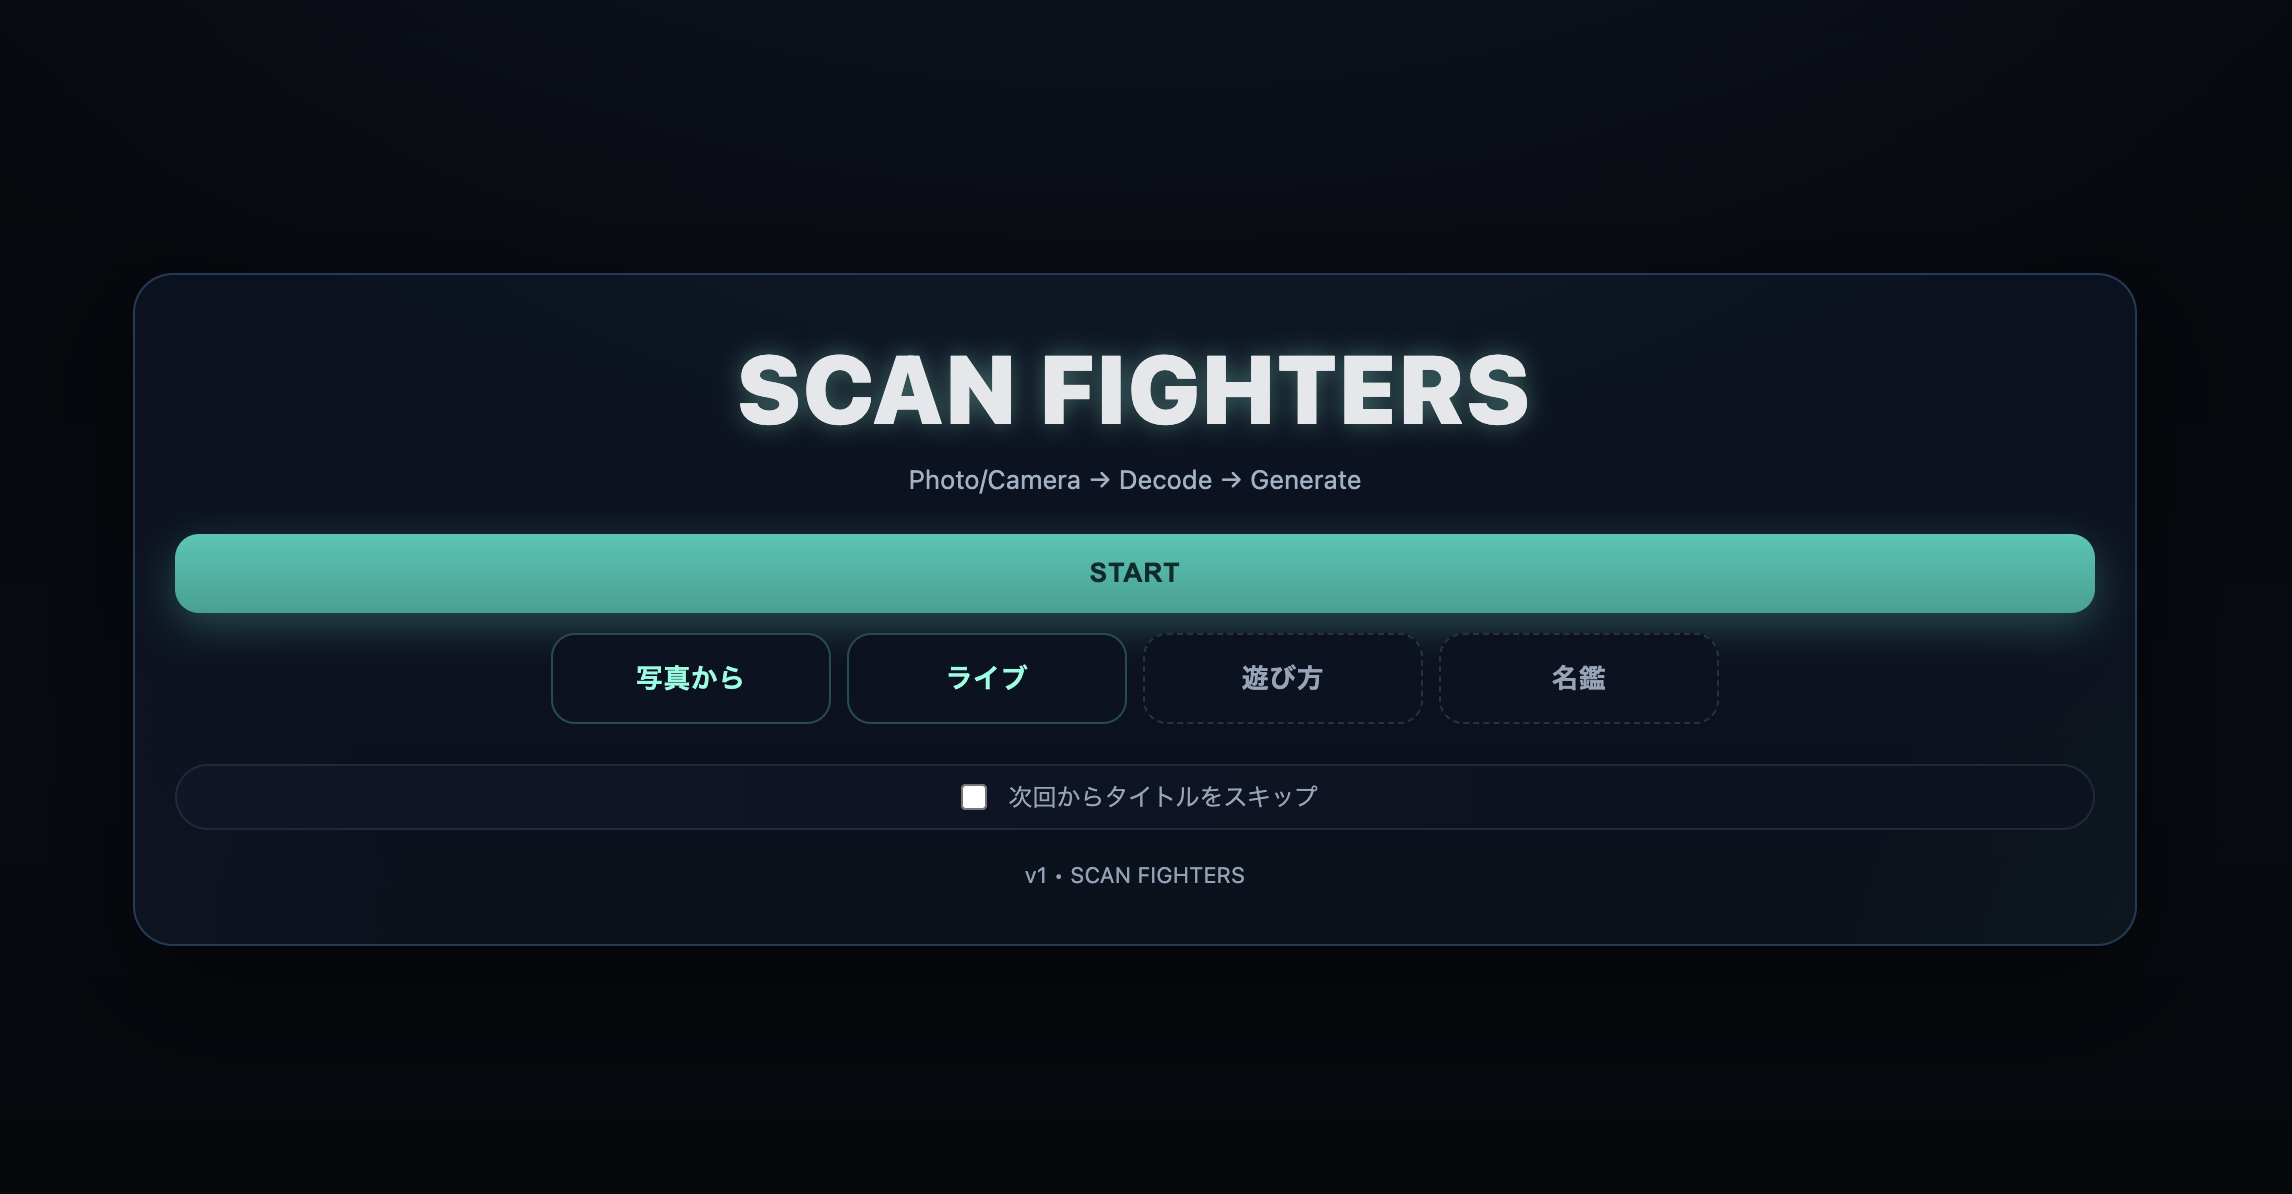 SCAN FIGHTERS
Photo/Camera → Decode → Generate
START
写真から ライブ 遊び方 名鑑
次回からタイトルをスキップ
v1 • SCAN FIGHTERS